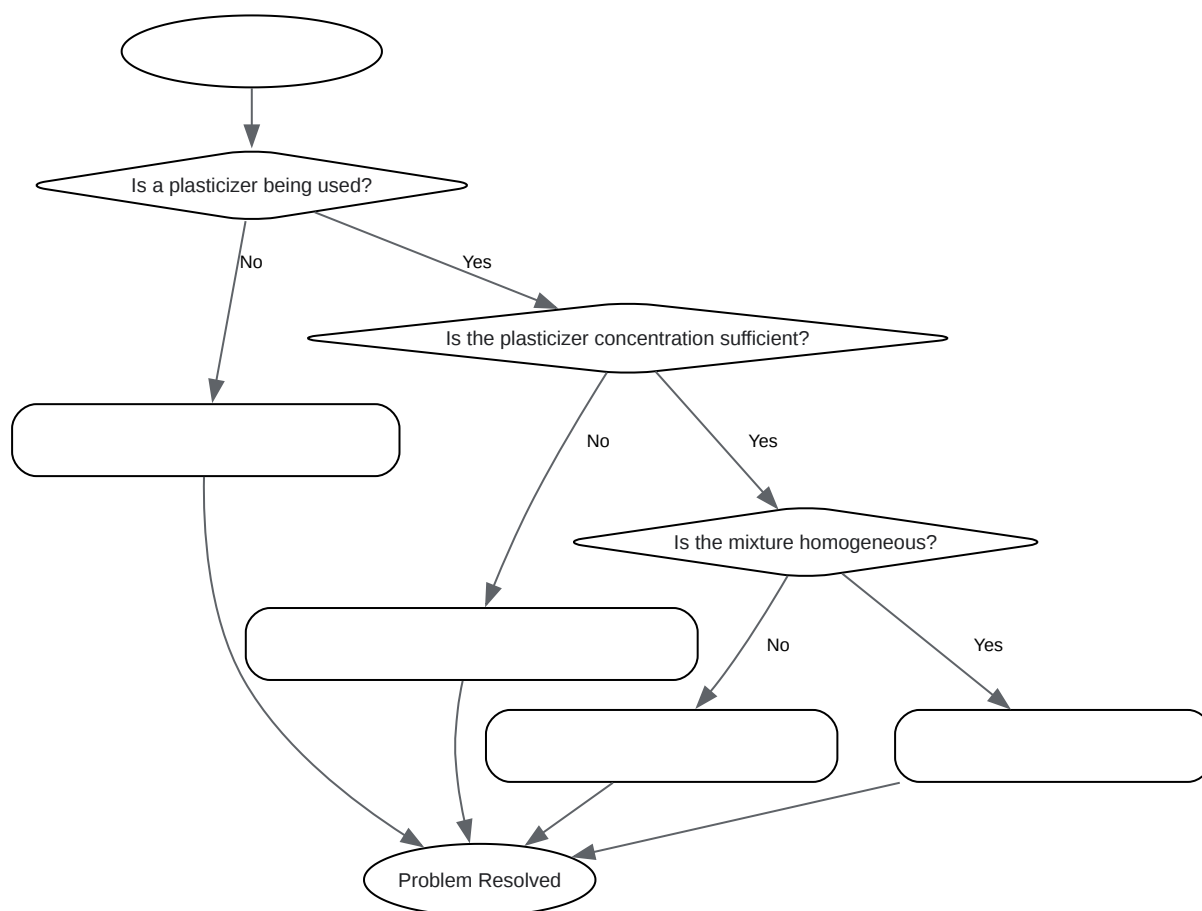 Is a plasticizer being used?
No
Yes
Is the plasticizer concentration sufficient?
No
Yes
Is the mixture homogeneous?
No
Yes
Problem Resolved